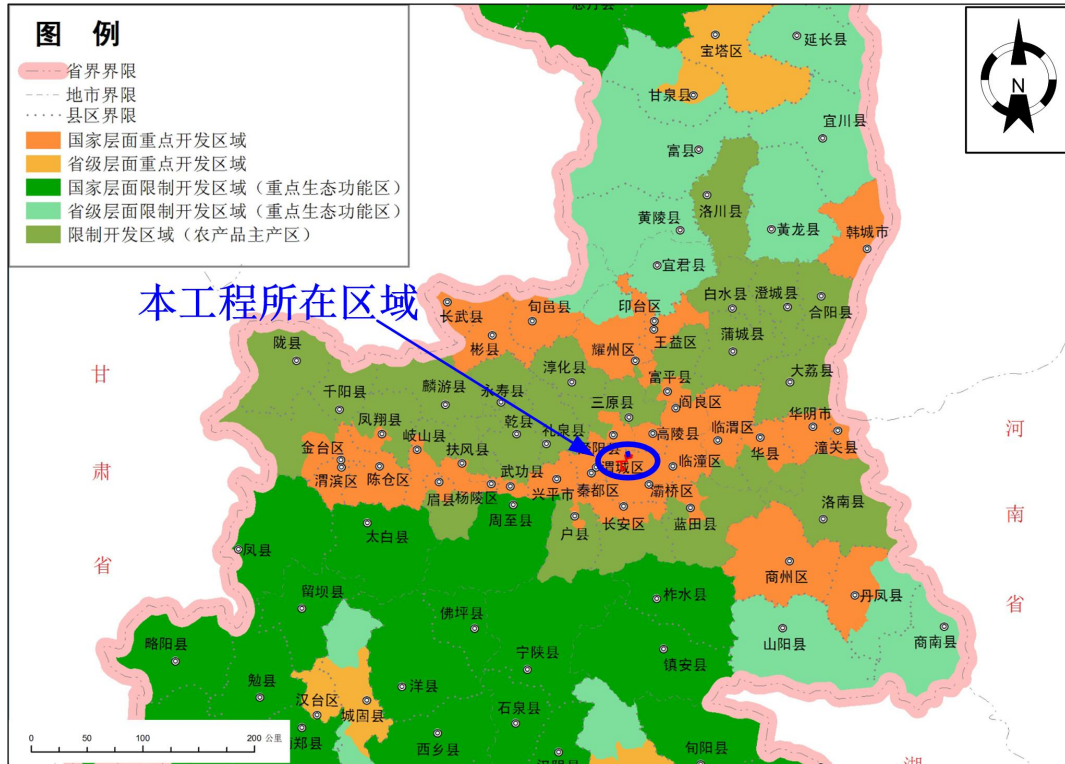 图 例
省界界限
地市界限
县区界限
国家层面重点开发区域
省级层面重点开发区域
国家层面限制开发区域（重点生态功能区）
省级层面限制开发区域（重点生态功能区）
限制开发区域（农产品主产区）
N
宝塔区
延长县
甘泉县
宜川县
富县
洛川县
黄陵县
黄龙县
韩城市
宜君县
本工程所在区域
长武县
旬邑县
印台区
白水县
澄城县
合阳县
彬县
王益区
耀州区
蒲城县
陇县
淳化县
富平县
大荔县
甘
千阳县
麟游县
永寿县
三原县
阎良区
华阴市
凤翔县
乾县
礼泉县
高陵县
临渭区
潼关县
河
金台区
岐山县
扶风县
华县
肃
渭滨区
陈仓区
武功县
渭城区
临潼区
眉县
杨陵区
兴平市
秦都区
灞桥区
洛南县
南
周至县
户县
长安区
蓝田县
太白县
凤县
省
商州区
留坝县
柞水县
丹凤县
省
佛坪县
略阳县
山阳县
商南县
宁陕县
镇安县
勉县
汉台区
洋县
城固县
石泉县
西乡县
旬阳县
0 50 100 200 公里